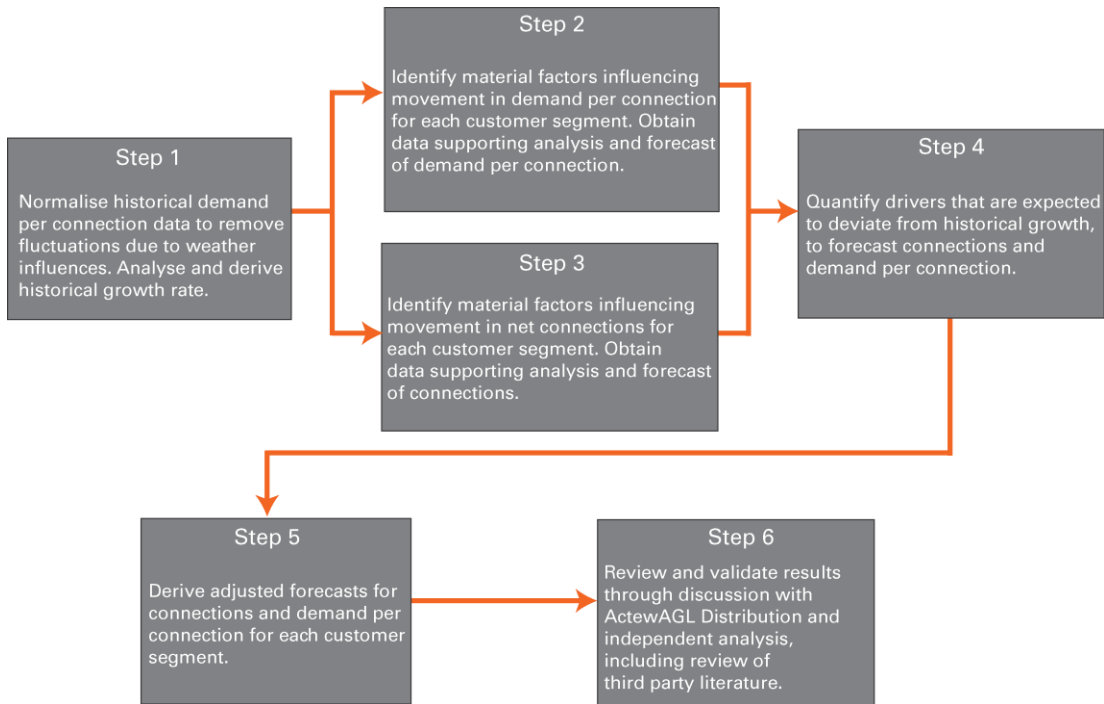 Step 1
Normalise historical demand
per connection data to remove
fluctuations due to weather
influences. Analyse and derive
historical growth rate.
Step 2
Identify material factors influencing
movement in demand per connection
for each customer segment. Obtain
data supporting analysis and forecast
of demand per connection.
Step 3
Identify material factors influencing
movement in net connections for
each customer segment. Obtain
data supporting analysis and forecast
of connections.
Step 4
Quantify drivers that are expected
to deviate from historical growth,
to forecast connections and
demand per connection.
Step 5
Derive adjusted forecasts for
connections and demand per
connection for each customer
segment.
Step 6
Review and validate results
through discussion with
ActewAGL Distribution and
independent analysis,
including review of
third party literature.